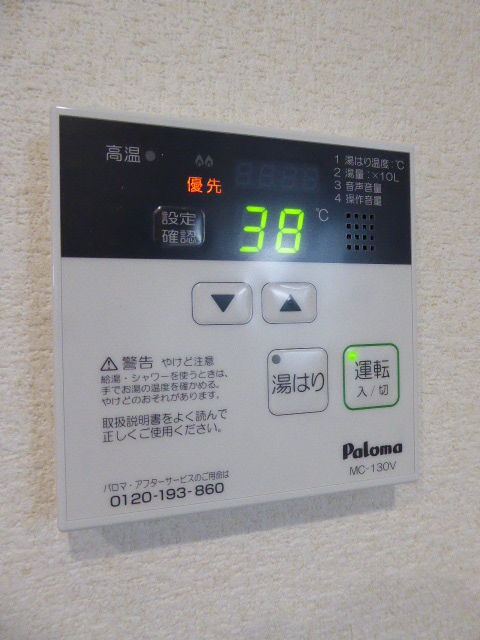 高温
優先
1 湯はり温度:℃
2 湯量:×10L
3 音声音量
4 操作音量
設定
確認
38
℃
▼
▲
警告 やけど注意
給湯・シャワーを使うときは、
手でお湯の温度を確かめる。
やけどのおそれがあります。
取扱説明書をよく読んで
正しくご使用ください。
湯はり
運転
入/切
Paloma
MC-130V
パロマ・アフターサービスのご用命は
0120-193-860